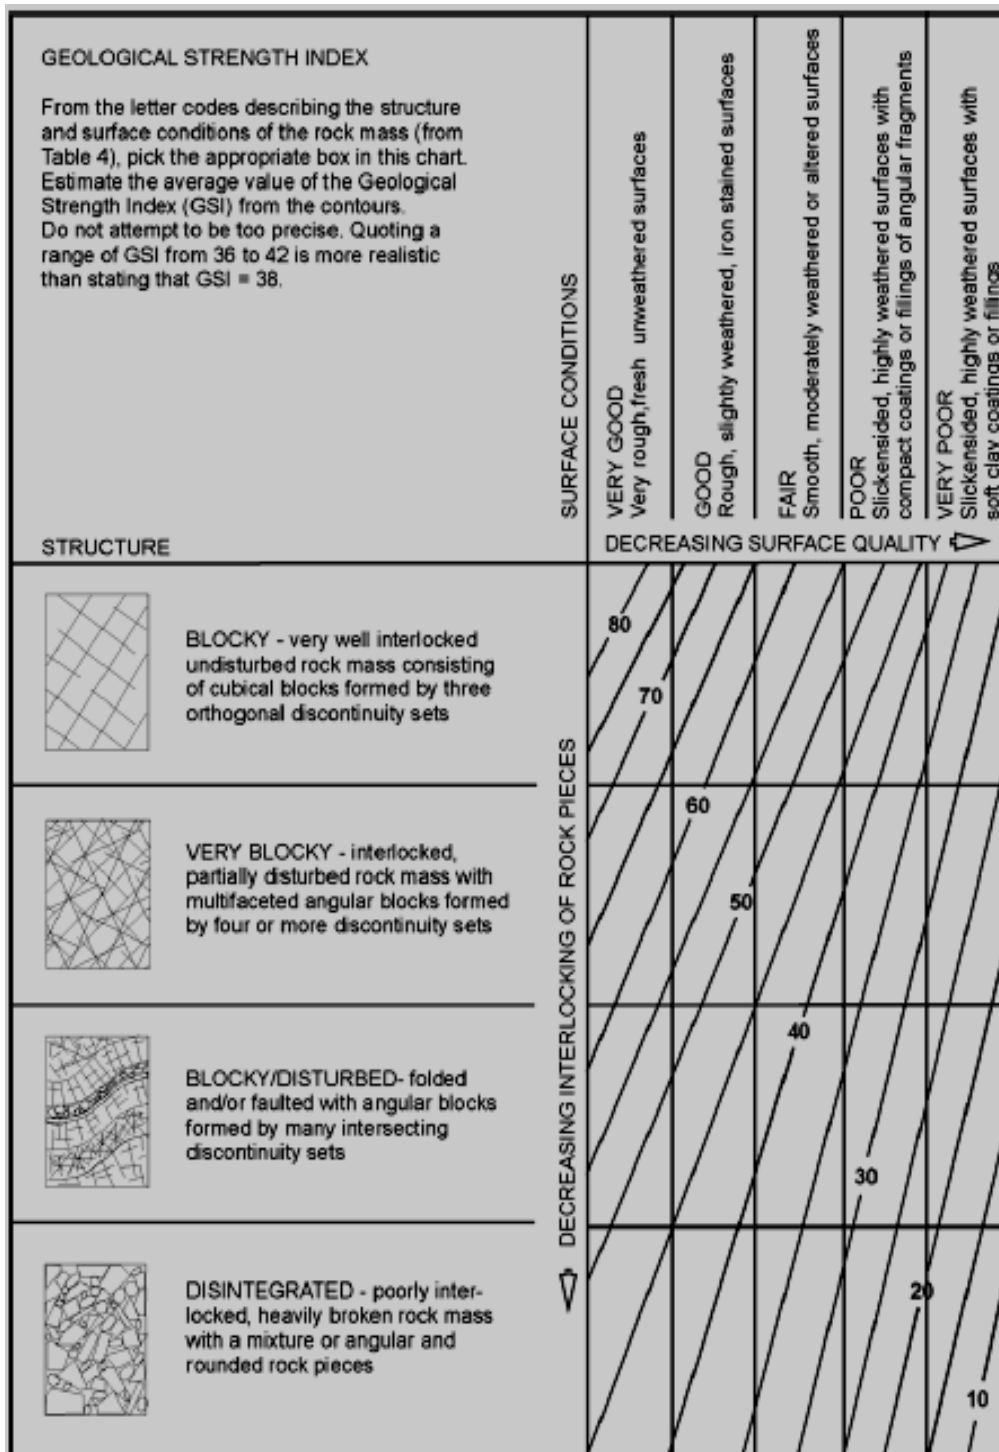 GEOLOGICAL STRENGTH INDEX
From the letter codes describing the structure
and surface conditions of the rock mass (from
Table 4), pick the appropriate box in this chart.
Estimate the average value of the Geological
Strength Index (GSI) from the contours.
Do not attempt to be too precise. Quoting a
range of GSI from 36 to 42 is more realistic
than stating that GSI = 38.
SURFACE CONDITIONS
VERY GOOD
Very rough,fresh unweathered surfaces
GOOD
Rough, slightly weathered, iron stained surfaces
FAIR
Smooth, moderately weathered or altered surfaces
POOR
Slickensided, highly weathered surfaces with
compact coatings or fillings of angular fragments
VERY POOR
Slickensided, highly weathered surfaces with
soft clay coatings or fillings
STRUCTURE
DECREASING SURFACE QUALITY
BLOCKY - very well interlocked
undisturbed rock mass consisting
of cubical blocks formed by three
orthogonal discontinuity sets
VERY BLOCKY - interlocked,
partially disturbed rock mass with
multifaceted angular blocks formed
by four or more discontinuity sets
BLOCKY/DISTURBED- folded
and/or faulted with angular blocks
formed by many intersecting
discontinuity sets
DISINTEGRATED - poorly inter-
locked, heavily broken rock mass
with a mixture or angular and
rounded rock pieces
DECREASING INTERLOCKING OF ROCK PIECES
80
70
60
50
40
30
20
10